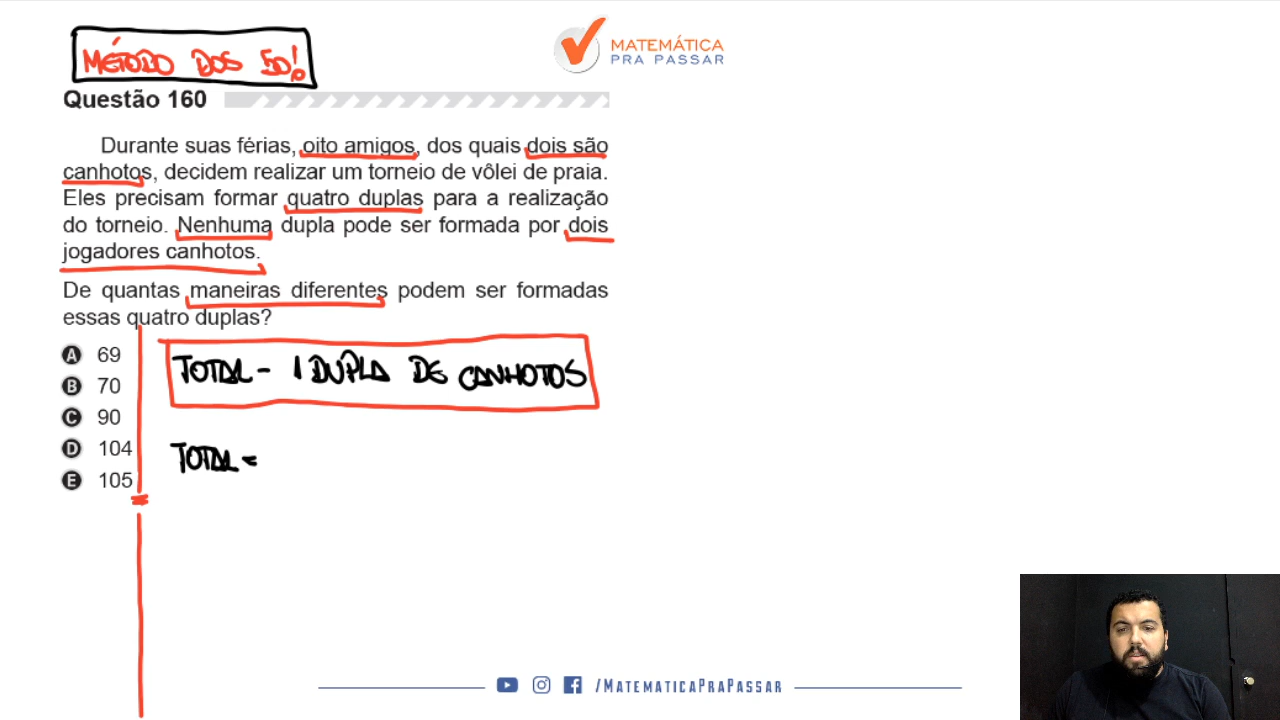 MÉTODO DOS 50!
MATEMÁTICA
PRA PASSAR
Questão 160
Durante suas férias, oito amigos, dos quais dois são
canhotos, decidem realizar um torneio de vôlei de praia.
Eles precisam formar quatro duplas para a realização
do torneio. Nenhuma dupla pode ser formada por dois
jogadores canhotos.
De quantas maneiras diferentes podem ser formadas
essas quatro duplas?
A 69
B 70
C 90
D 104
E 105
TOTAL - 1 DUPLA DE CANHOTOS
TOTAL =
/MATEMATICAPRAPASSAR